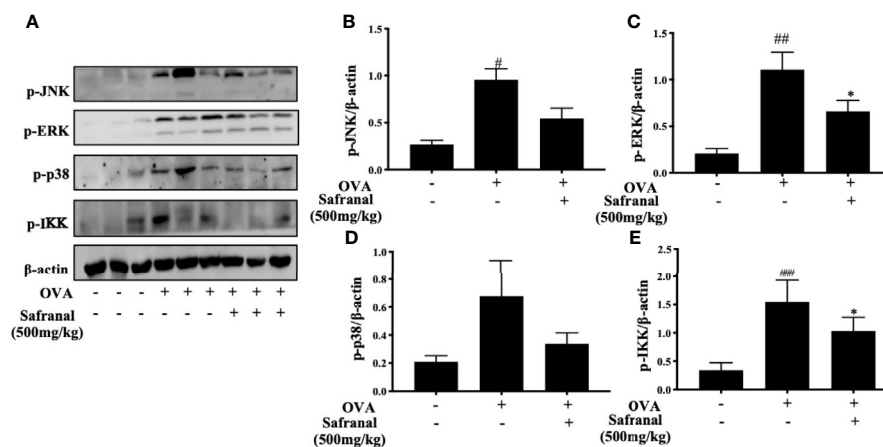 A
p-JNK
p-ERK
p-p38
p-IKK
β-actin
OVA - - - + + + + + +
Safranal - - - - - - + + +
(500mg/kg)
B
p-JNK/β-actin
1.5
1.0
0.5
0.0
#
OVA - + +
Safranal - - +
(500mg/kg)
C
p-ERK/β-actin
1.5
1.0
0.5
0.0
##
*
OVA - + +
Safranal - - +
(500mg/kg)
D
p-p38/β-actin
1.0
0.8
0.6
0.4
0.2
0.0
OVA - + +
Safranal - - +
(500mg/kg)
E
p-IKK/β-actin
2.5
2.0
1.5
1.0
0.5
0.0
###
*
OVA - + +
Safranal - - +
(500mg/kg)